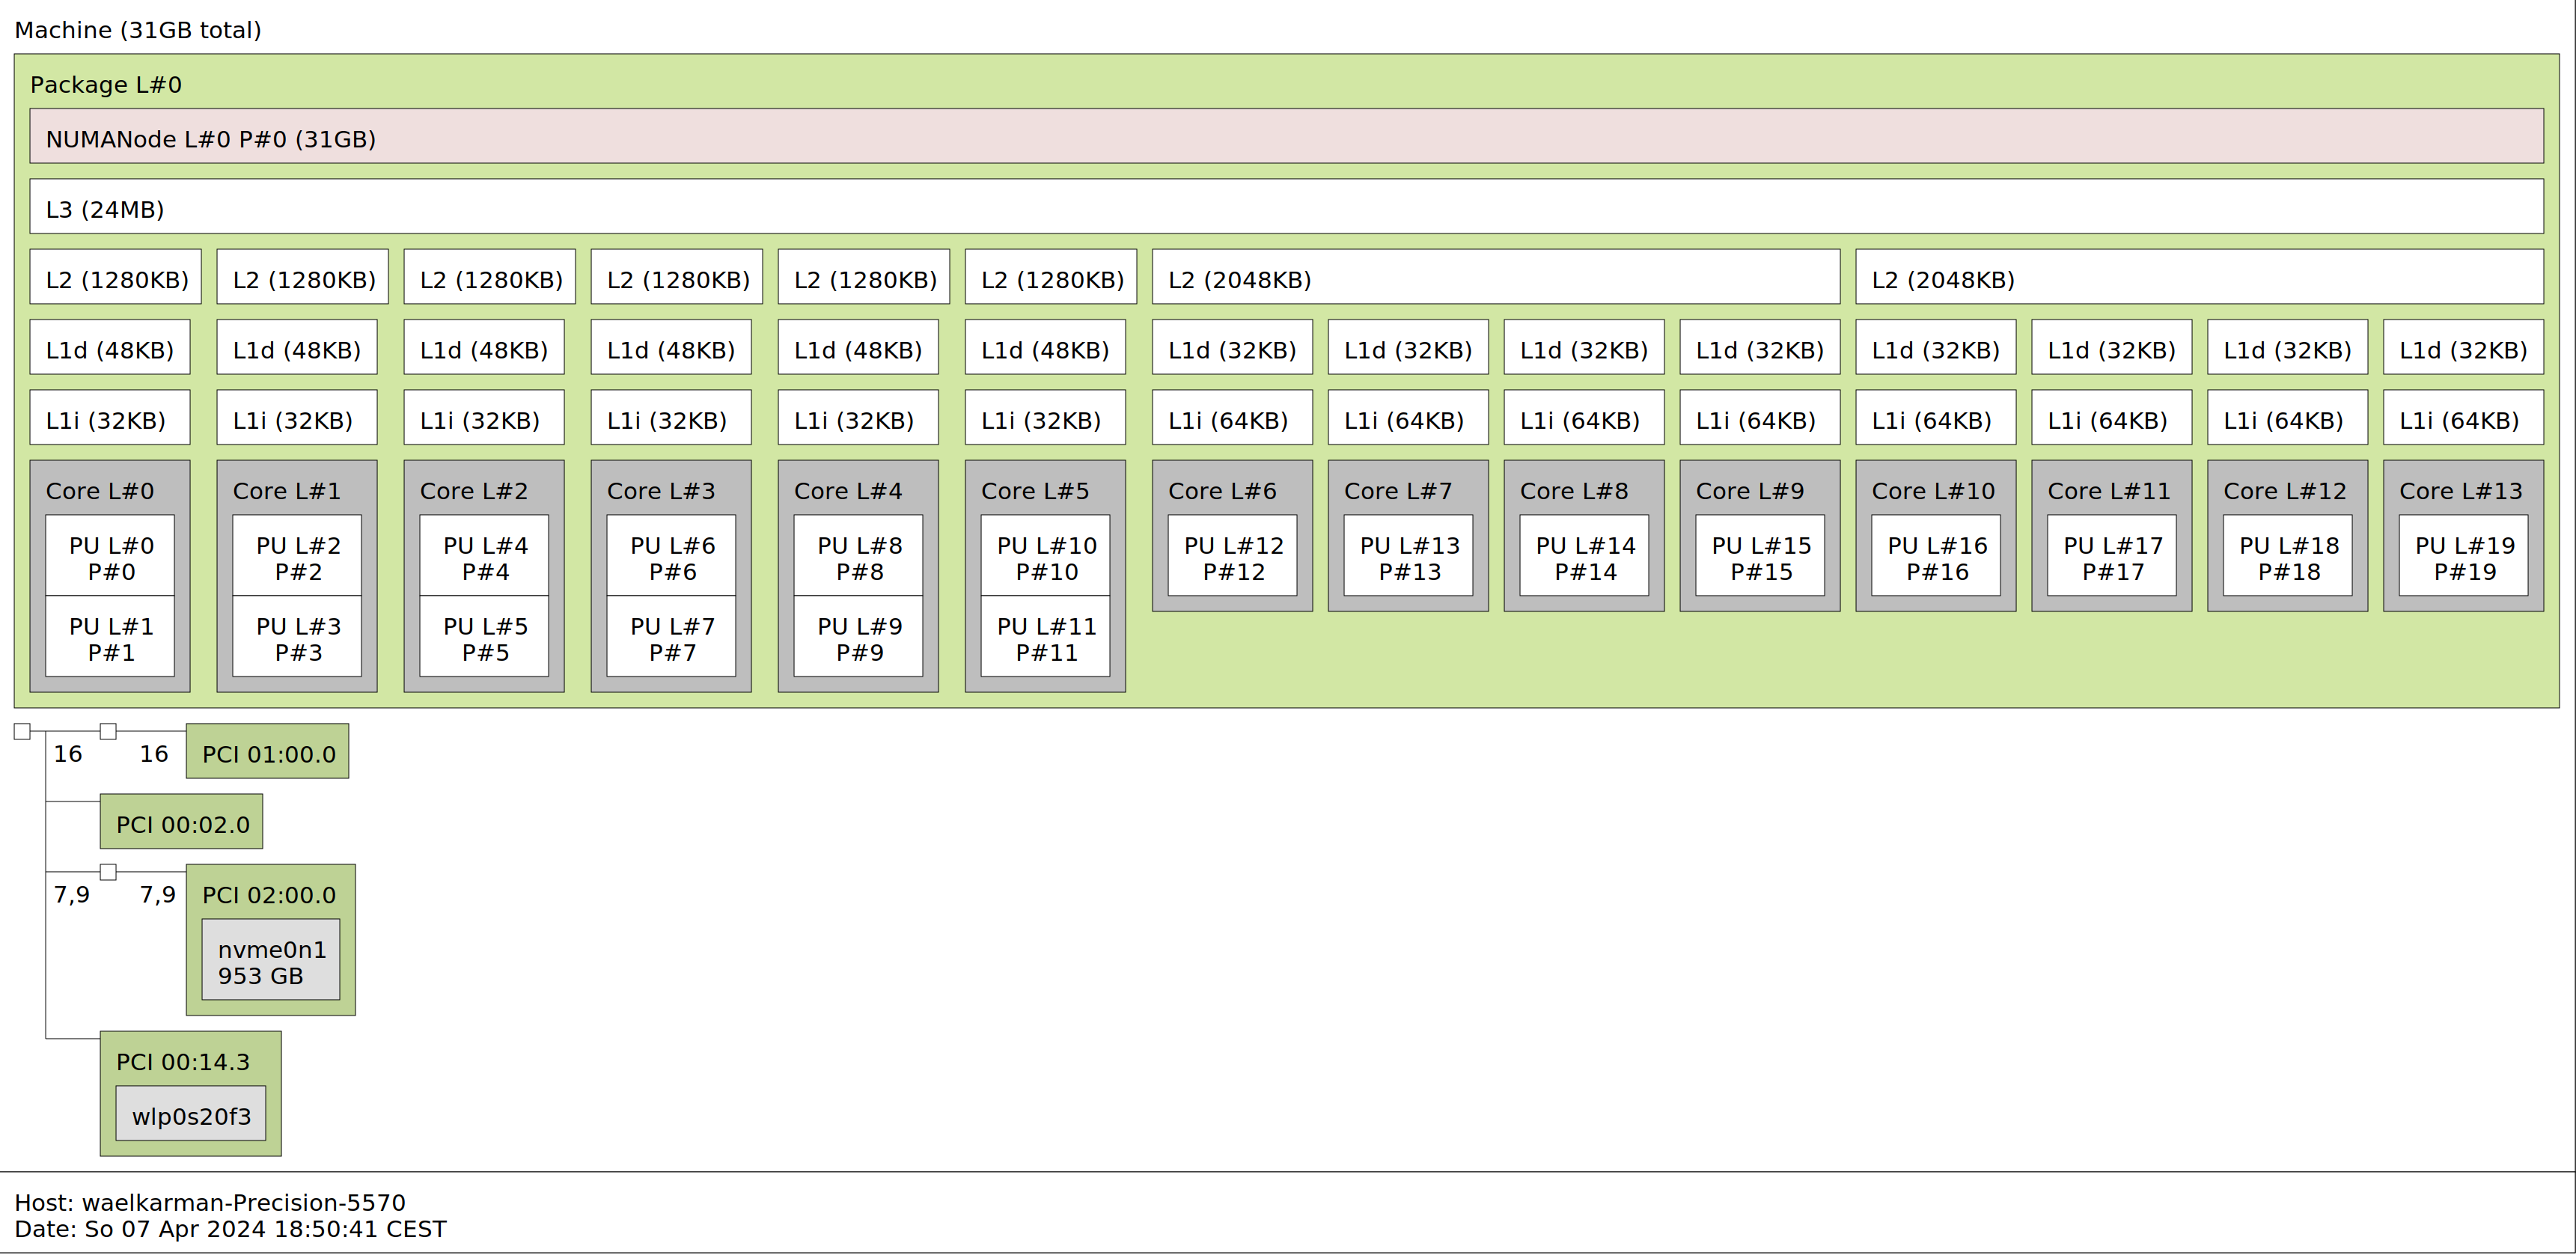 Machine (31GB total)
Package L#0
NUMANode L#0 P#0 (31GB)
L3 (24MB)
L2 (1280KB) L2 (1280KB) L2 (1280KB) L2 (1280KB) L2 (1280KB) L2 (1280KB) L2 (2048KB) L2 (2048KB)
L1d (48KB) L1d (48KB) L1d (48KB) L1d (48KB) L1d (48KB) L1d (48KB) L1d (32KB) L1d (32KB) L1d (32KB) L1d (32KB) L1d (32KB) L1d (32KB) L1d (32KB) L1d (32KB)
L1i (32KB) L1i (32KB) L1i (32KB) L1i (32KB) L1i (32KB) L1i (32KB) L1i (64KB) L1i (64KB) L1i (64KB) L1i (64KB) L1i (64KB) L1i (64KB) L1i (64KB) L1i (64KB)
Core L#0 Core L#1 Core L#2 Core L#3 Core L#4 Core L#5 Core L#6 Core L#7 Core L#8 Core L#9 Core L#10 Core L#11 Core L#12 Core L#13
PU L#0 PU L#2 PU L#4 PU L#6 PU L#8 PU L#10 PU L#12 PU L#13 PU L#14 PU L#15 PU L#16 PU L#17 PU L#18 PU L#19
P#0 P#2 P#4 P#6 P#8 P#10 P#12 P#13 P#14 P#15 P#16 P#17 P#18 P#19
PU L#1 PU L#3 PU L#5 PU L#7 PU L#9 PU L#11
P#1 P#3 P#5 P#7 P#9 P#11
16 16 PCI 01:00.0
PCI 00:02.0
7,9 7,9 PCI 02:00.0
nvme0n1
953 GB
PCI 00:14.3
wlp0s20f3
Host: waelkarman-Precision-5570
Date: So 07 Apr 2024 18:50:41 CEST